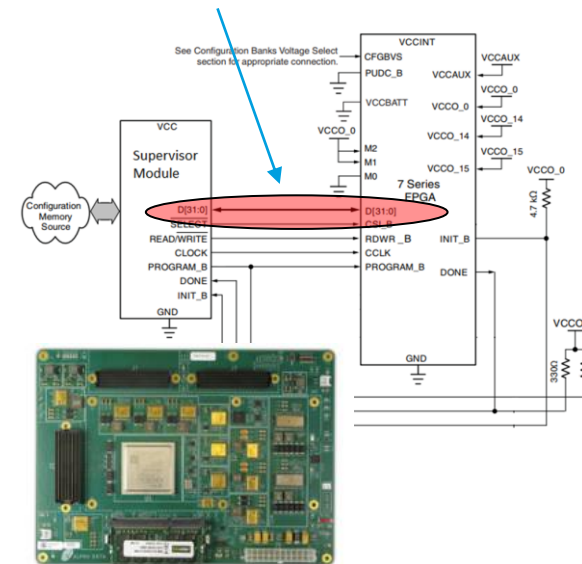 See Configuration Banks Voltage Select
section for appropriate connection.
VCCINT
CFGBVS
PUDC_B
VCCAUX
VCCAUX
VCCBATT
VCCO_0
VCCO_0
VCCO_14
VCCO_14
VCCO_0
VCCO_15
VCCO_15
M2
M1
M0
VCC
Supervisor
Module
7 Series
FPGA
VCCO_0
4.7 kΩ
Configuration
Memory
Source
D[31:0]
D[31:0]
SELECT
CSI_B
READ/WRITE
RDWR_B
INIT_B
CLOCK
CCLK
PROGRAM_B
PROGRAM_B
DONE
DONE
INIT_B
GND
GND
VCCO
330Ω
ALPHA DATA